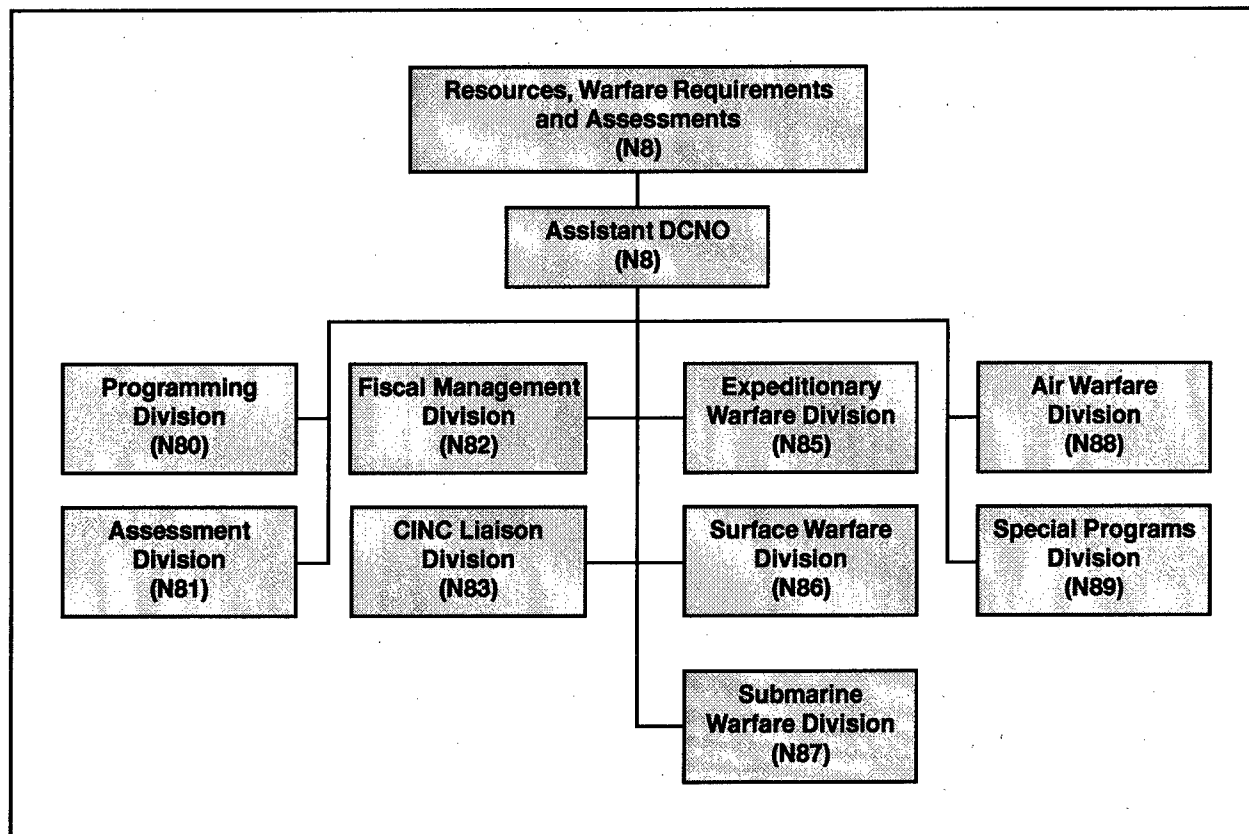 Resources, Warfare Requirements
and Assessments
(N8)
Assistant DCNO
(N8)
Programming
Division
(N80)
Fiscal Management
Division
(N82)
Expeditionary
Warfare Division
(N85)
Air Warfare
Division
(N88)
Assessment
Division
(N81)
CINC Liaison
Division
(N83)
Surface Warfare
Division
(N86)
Special Programs
Division
(N89)
Submarine
Warfare Division
(N87)